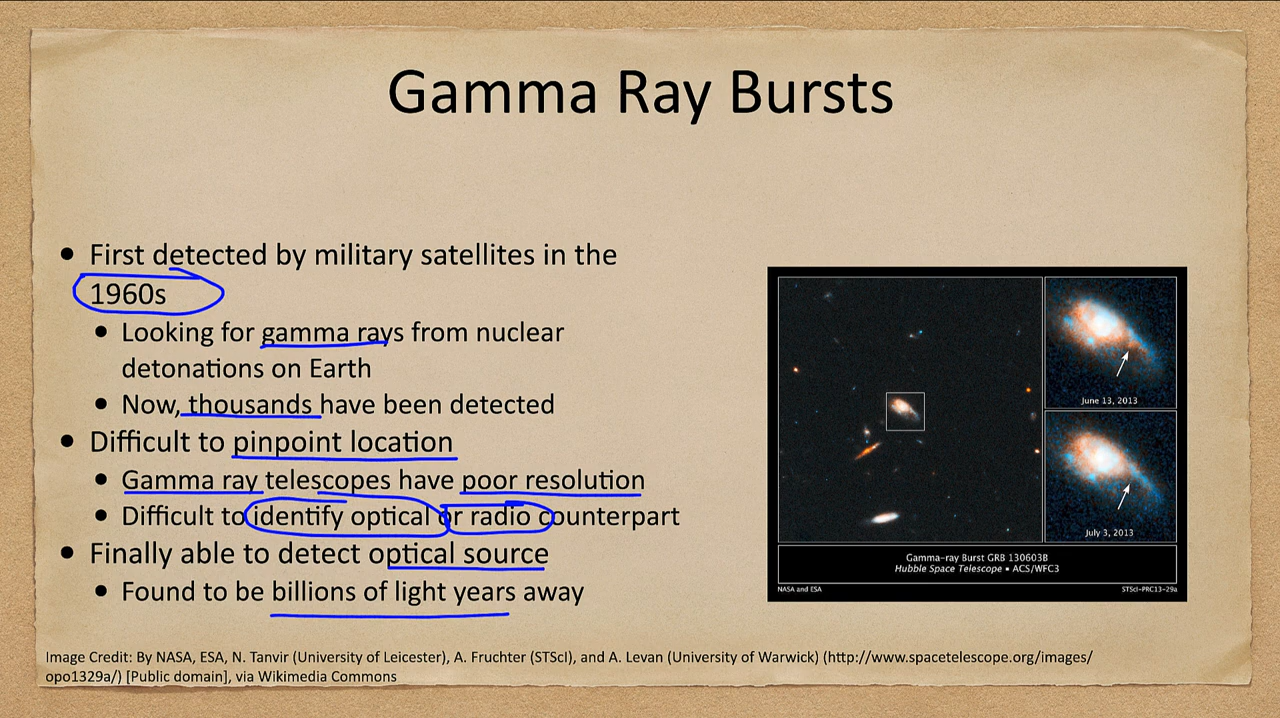 Gamma Ray Bursts
• First detected by military satellites in the
1960s
• Looking for gamma rays from nuclear
detonations on Earth
• Now, thousands have been detected
• Difficult to pinpoint location
• Gamma ray telescopes have poor resolution
• Difficult to identify optical or radio counterpart
• Finally able to detect optical source
• Found to be billions of light years away
June 13, 2013
July 3, 2013
Gamma-ray Burst GRB 130603B
Hubble Space Telescope ▪ ACS/WFC3
NASA and ESA
STScI-PRC13-29a
Image Credit: By NASA, ESA, N. Tanvir (University of Leicester), A. Fruchter (STScI), and A. Levan (University of Warwick) (http://www.spacetelescope.org/images/
opo1329a/) [Public domain], via Wikimedia Commons